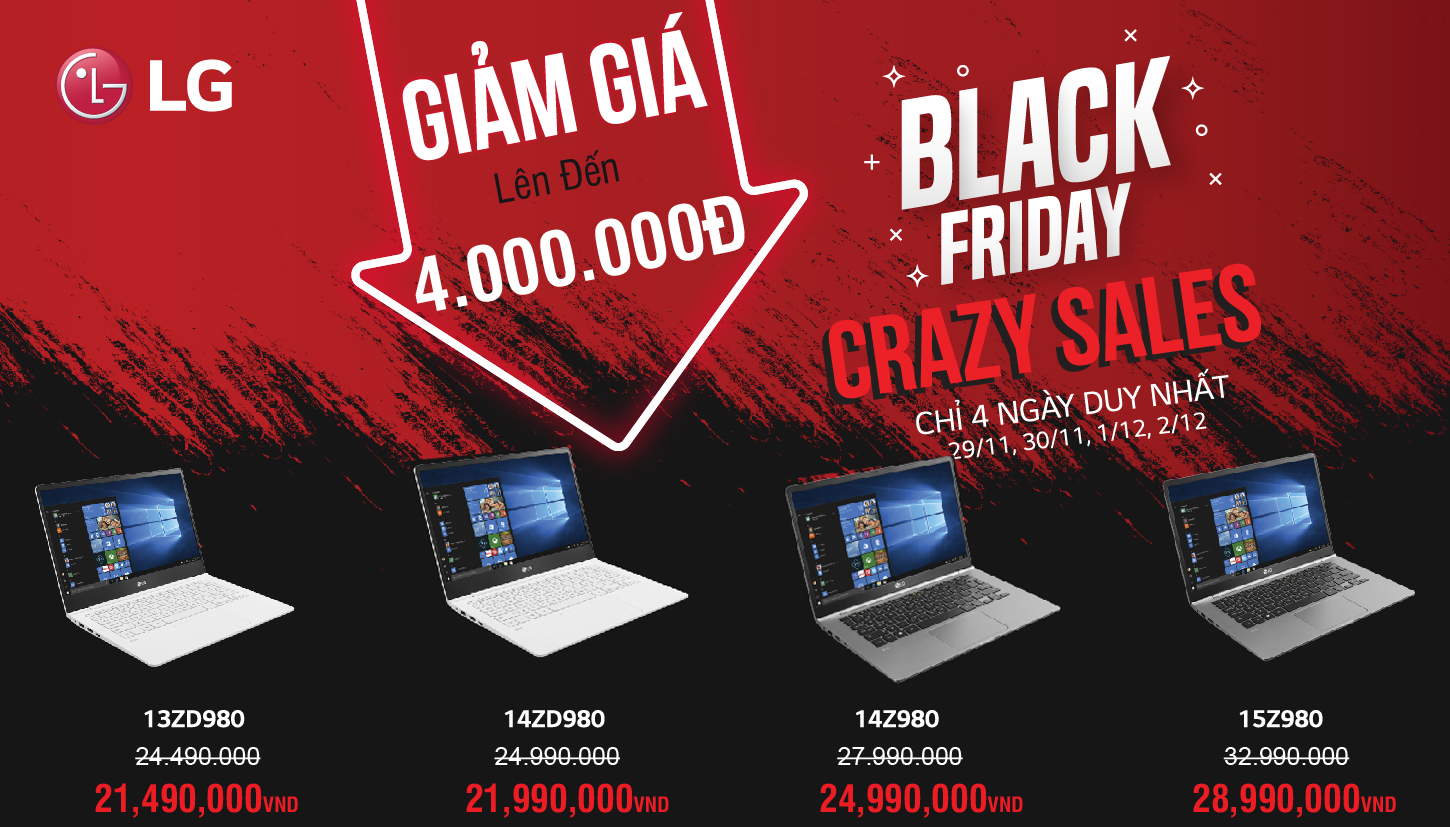 LG
GIẢM GIÁ
Lên Đến
4.000.000Đ
BLACK
FRIDAY
CRAZY SALES
CHỈ 4 NGÀY DUY NHẤT
29/11, 30/11, 1/12, 2/12
13ZD980
24.490.000
21,490,000VND
14ZD980
24.990.000
21,990,000VND
14Z980
27.990.000
24,990,000VND
15Z980
32.990.000
28,990,000VND